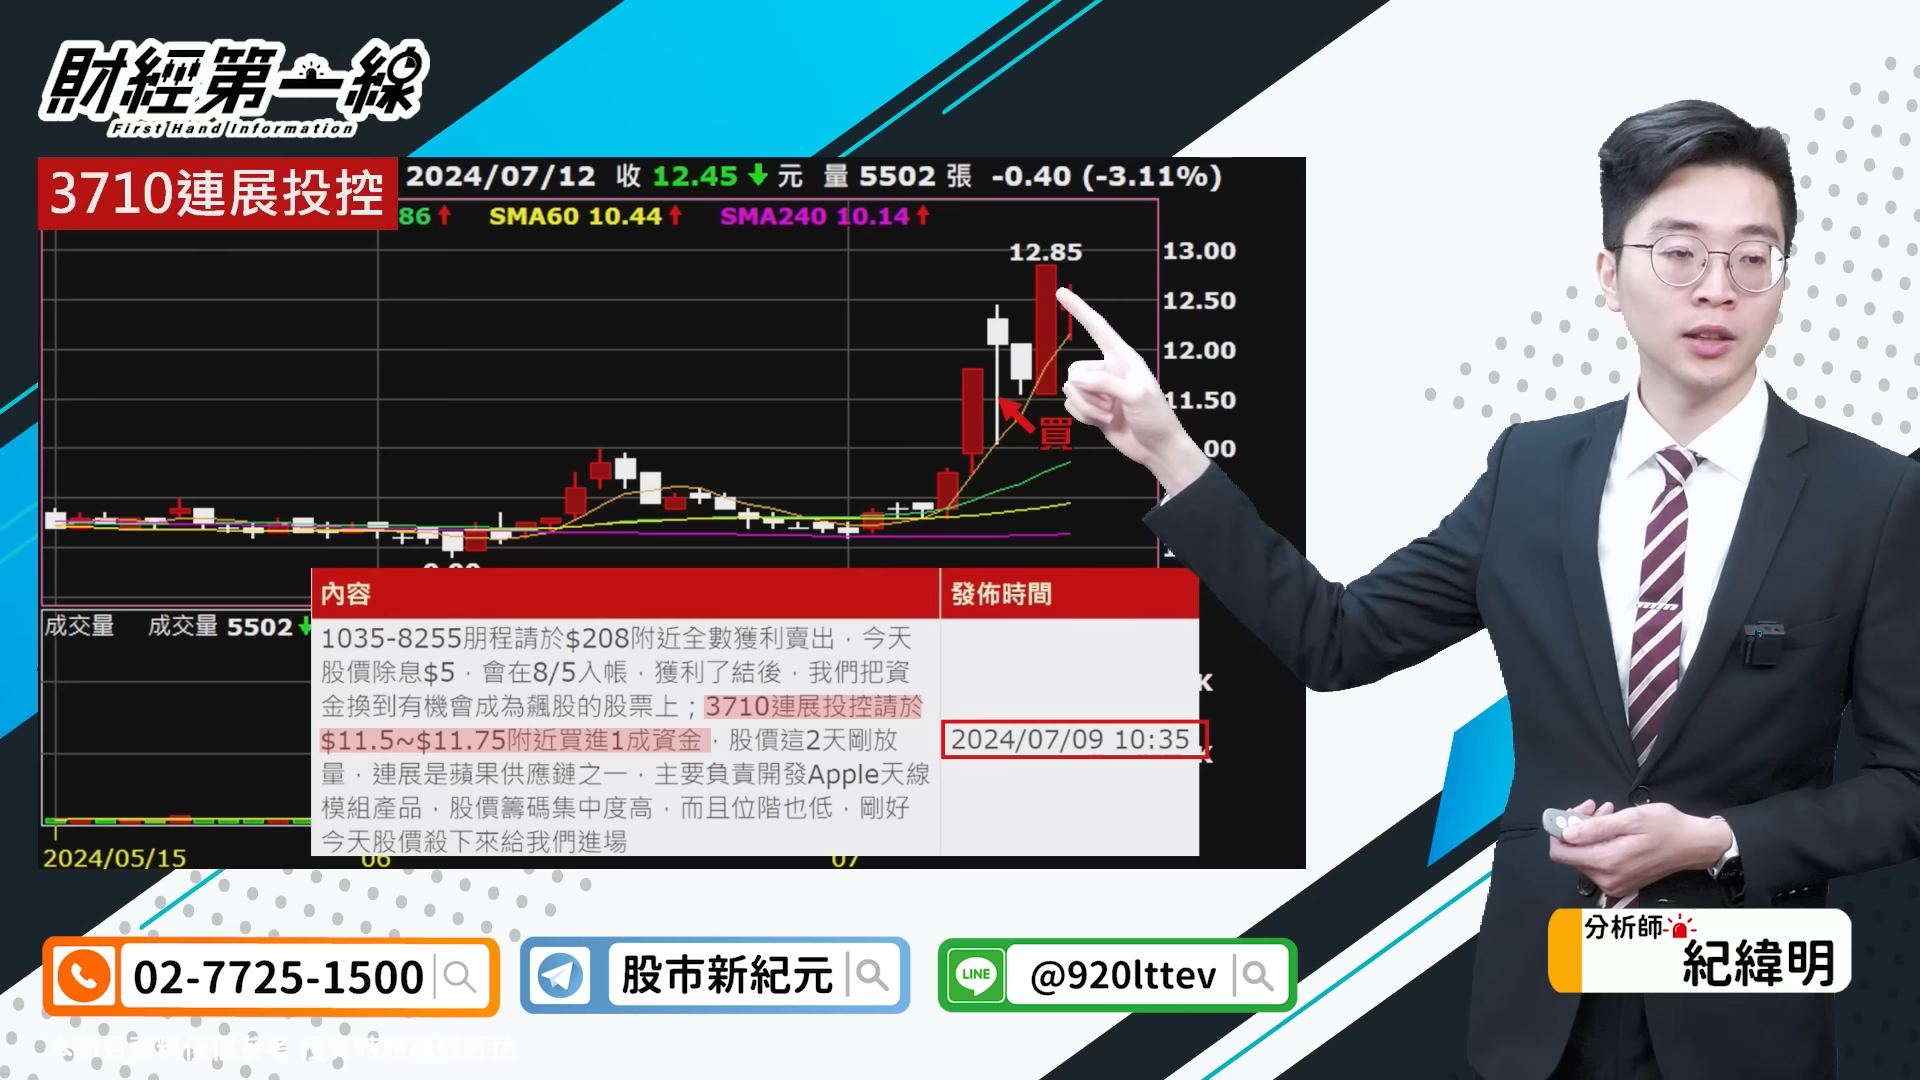 財經第一線
First Hand Information
3710連展投控
2024/07/12 收 12.45 元 量 5502 張 -0.40 (-3.11%)
86 SMA60 10.44 SMA240 10.14
12.85
13.00
12.50
12.00
11.50
00
買
成交量 成交量 5502
內容 發佈時間
1035-8255朋程請於$208附近全數獲利賣出，今天
股價除息$5，會在8/5入帳，獲利了結後，我們把資
金換到有機會成為飆股的股票上；3710連展投控請於
$11.5~$11.75附近買進1成資金，股價這2天剛放
量，連展是蘋果供應鏈之一，主要負責開發Apple天線
模組產品，股價籌碼集中度高，而且位階也低，剛好
今天股價殺下來給我們進場
2024/07/09 10:35
K
2024/05/15 06 07
02-7725-1500
股市新紀元
LINE
@920lttev
分析師
紀緯明